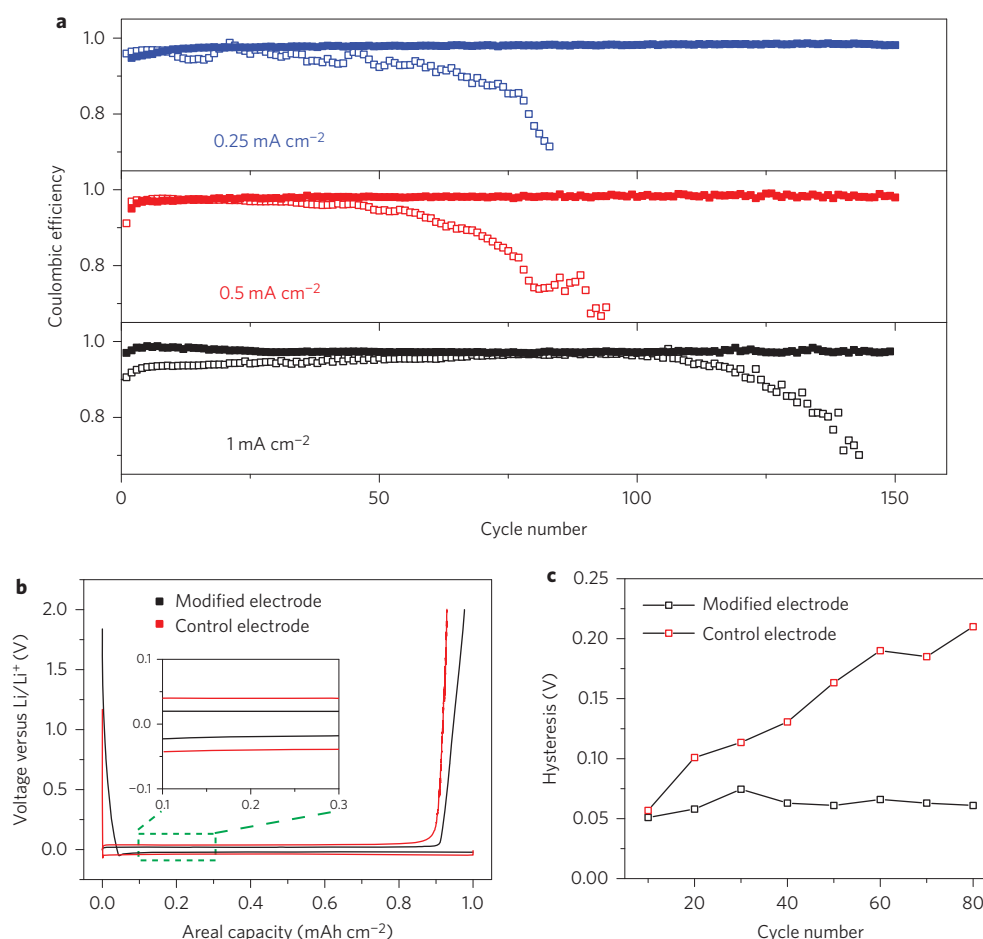 a
1.0
0.8
0.25 mA cm⁻²
1.0
0.8
0.5 mA cm⁻²
1.0
0.8
1 mA cm⁻²
Coulombic efficiency
0 50 100 150
Cycle number
b
Modified electrode
Control electrode
2.0
1.5
1.0
0.5
0.0
Voltage versus Li/Li⁺ (V)
0.1
0.0
−0.1
0.1 0.2 0.3
0.0 0.2 0.4 0.6 0.8 1.0
Areal capacity (mAh cm⁻²)
c
Modified electrode
Control electrode
0.25
0.20
0.15
0.10
0.05
0.00
Hysteresis (V)
20 40 60 80
Cycle number